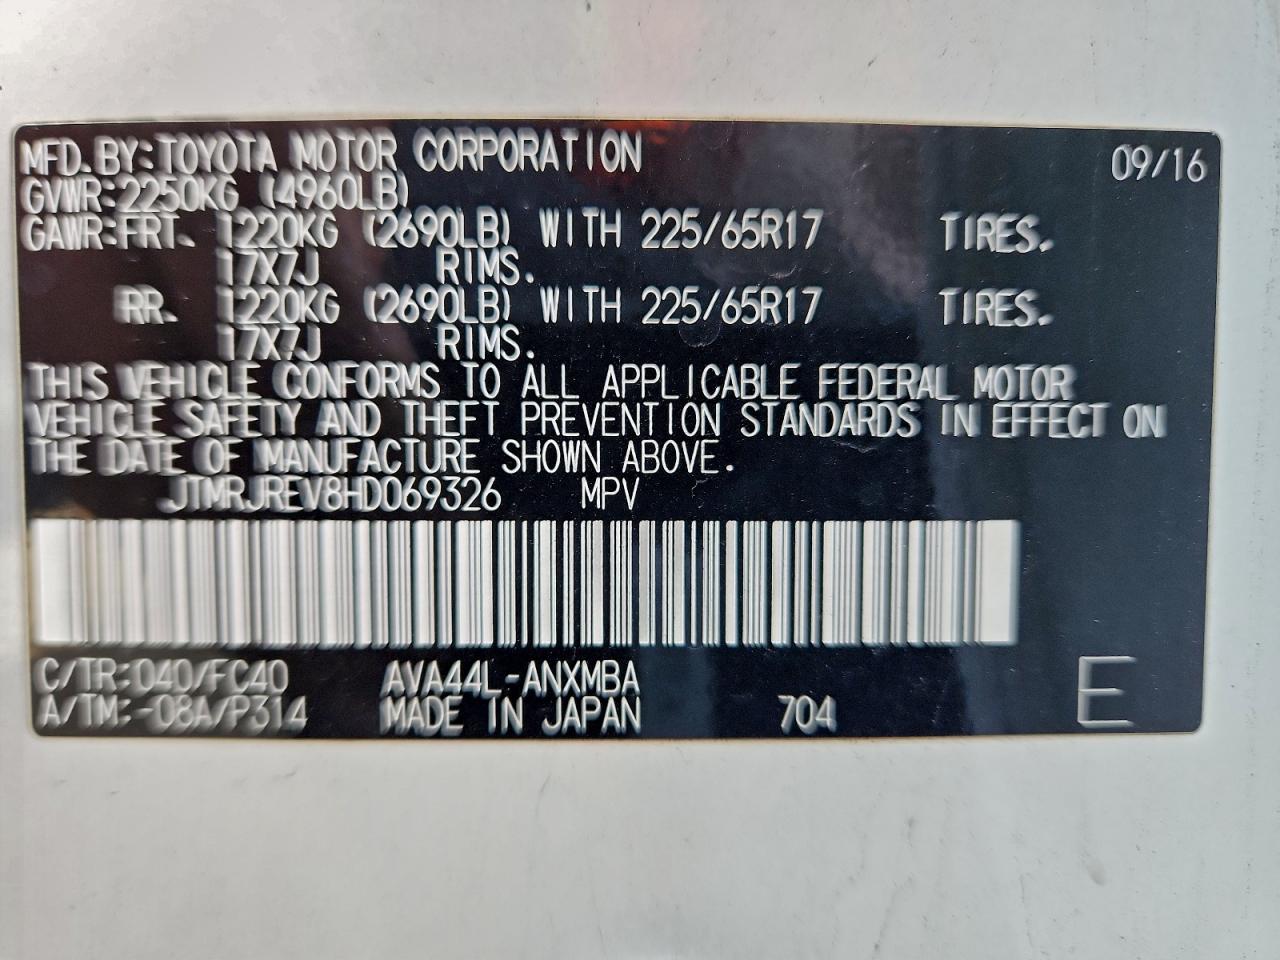 MFD. BY: TOYOTA MOTOR CORPORATION 09/16
GVWR: 2250KG (4960LB)
GAWR: FRT. 1220KG (2690LB) WITH 225/65R17 TIRES.
17X7J RIMS.
RR. 1220KG (2690LB) WITH 225/65R17 TIRES.
17X7J RIMS.
THIS VEHICLE CONFORMS TO ALL APPLICABLE FEDERAL MOTOR
VEHICLE SAFETY AND THEFT PREVENTION STANDARDS IN EFFECT ON
THE DATE OF MANUFACTURE SHOWN ABOVE.
JTMRJREV8HD069326 MPV
C/TR: 040/FC40 AVA44L-ANXMBA
A/TM: -08A/P314 MADE IN JAPAN 704 E